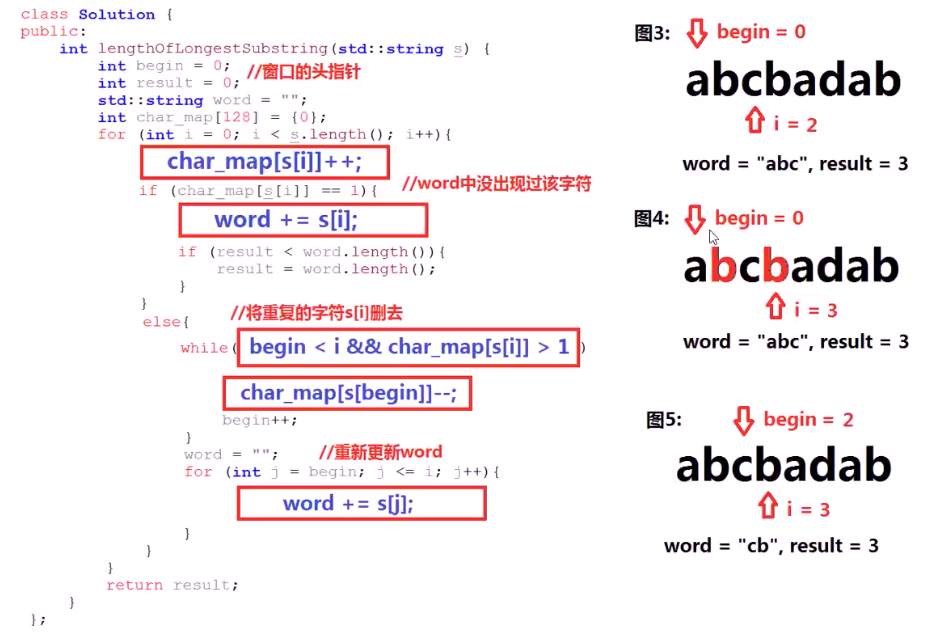 class Solution {
public:
int lengthOfLongestSubstring(std::string s) {
int begin = 0; //窗口的头指针
int result = 0;
std::string word = "";
int char_map[128] = {0};
for (int i = 0; i < s.length(); i++){
char_map[s[i]]++;
if (char_map[s[i]] == 1){ //word中没出现过该字符
word += s[i];
if (result < word.length()){
result = word.length();
}
}
else{ //将重复的字符s[i]删去
while( begin < i && char_map[s[i]] > 1 )
char_map[s[begin]]--;
begin++;
}
word = ""; //重新更新word
for (int j = begin; j <= i; j++){
word += s[j];
}
}
}
return result;
}
};
图3: begin = 0
abcbadab
i = 2
word = "abc", result = 3
图4: begin = 0
abcbadab
i = 3
word = "abc", result = 3
图5: begin = 2
abcbadab
i = 3
word = "cb", result = 3